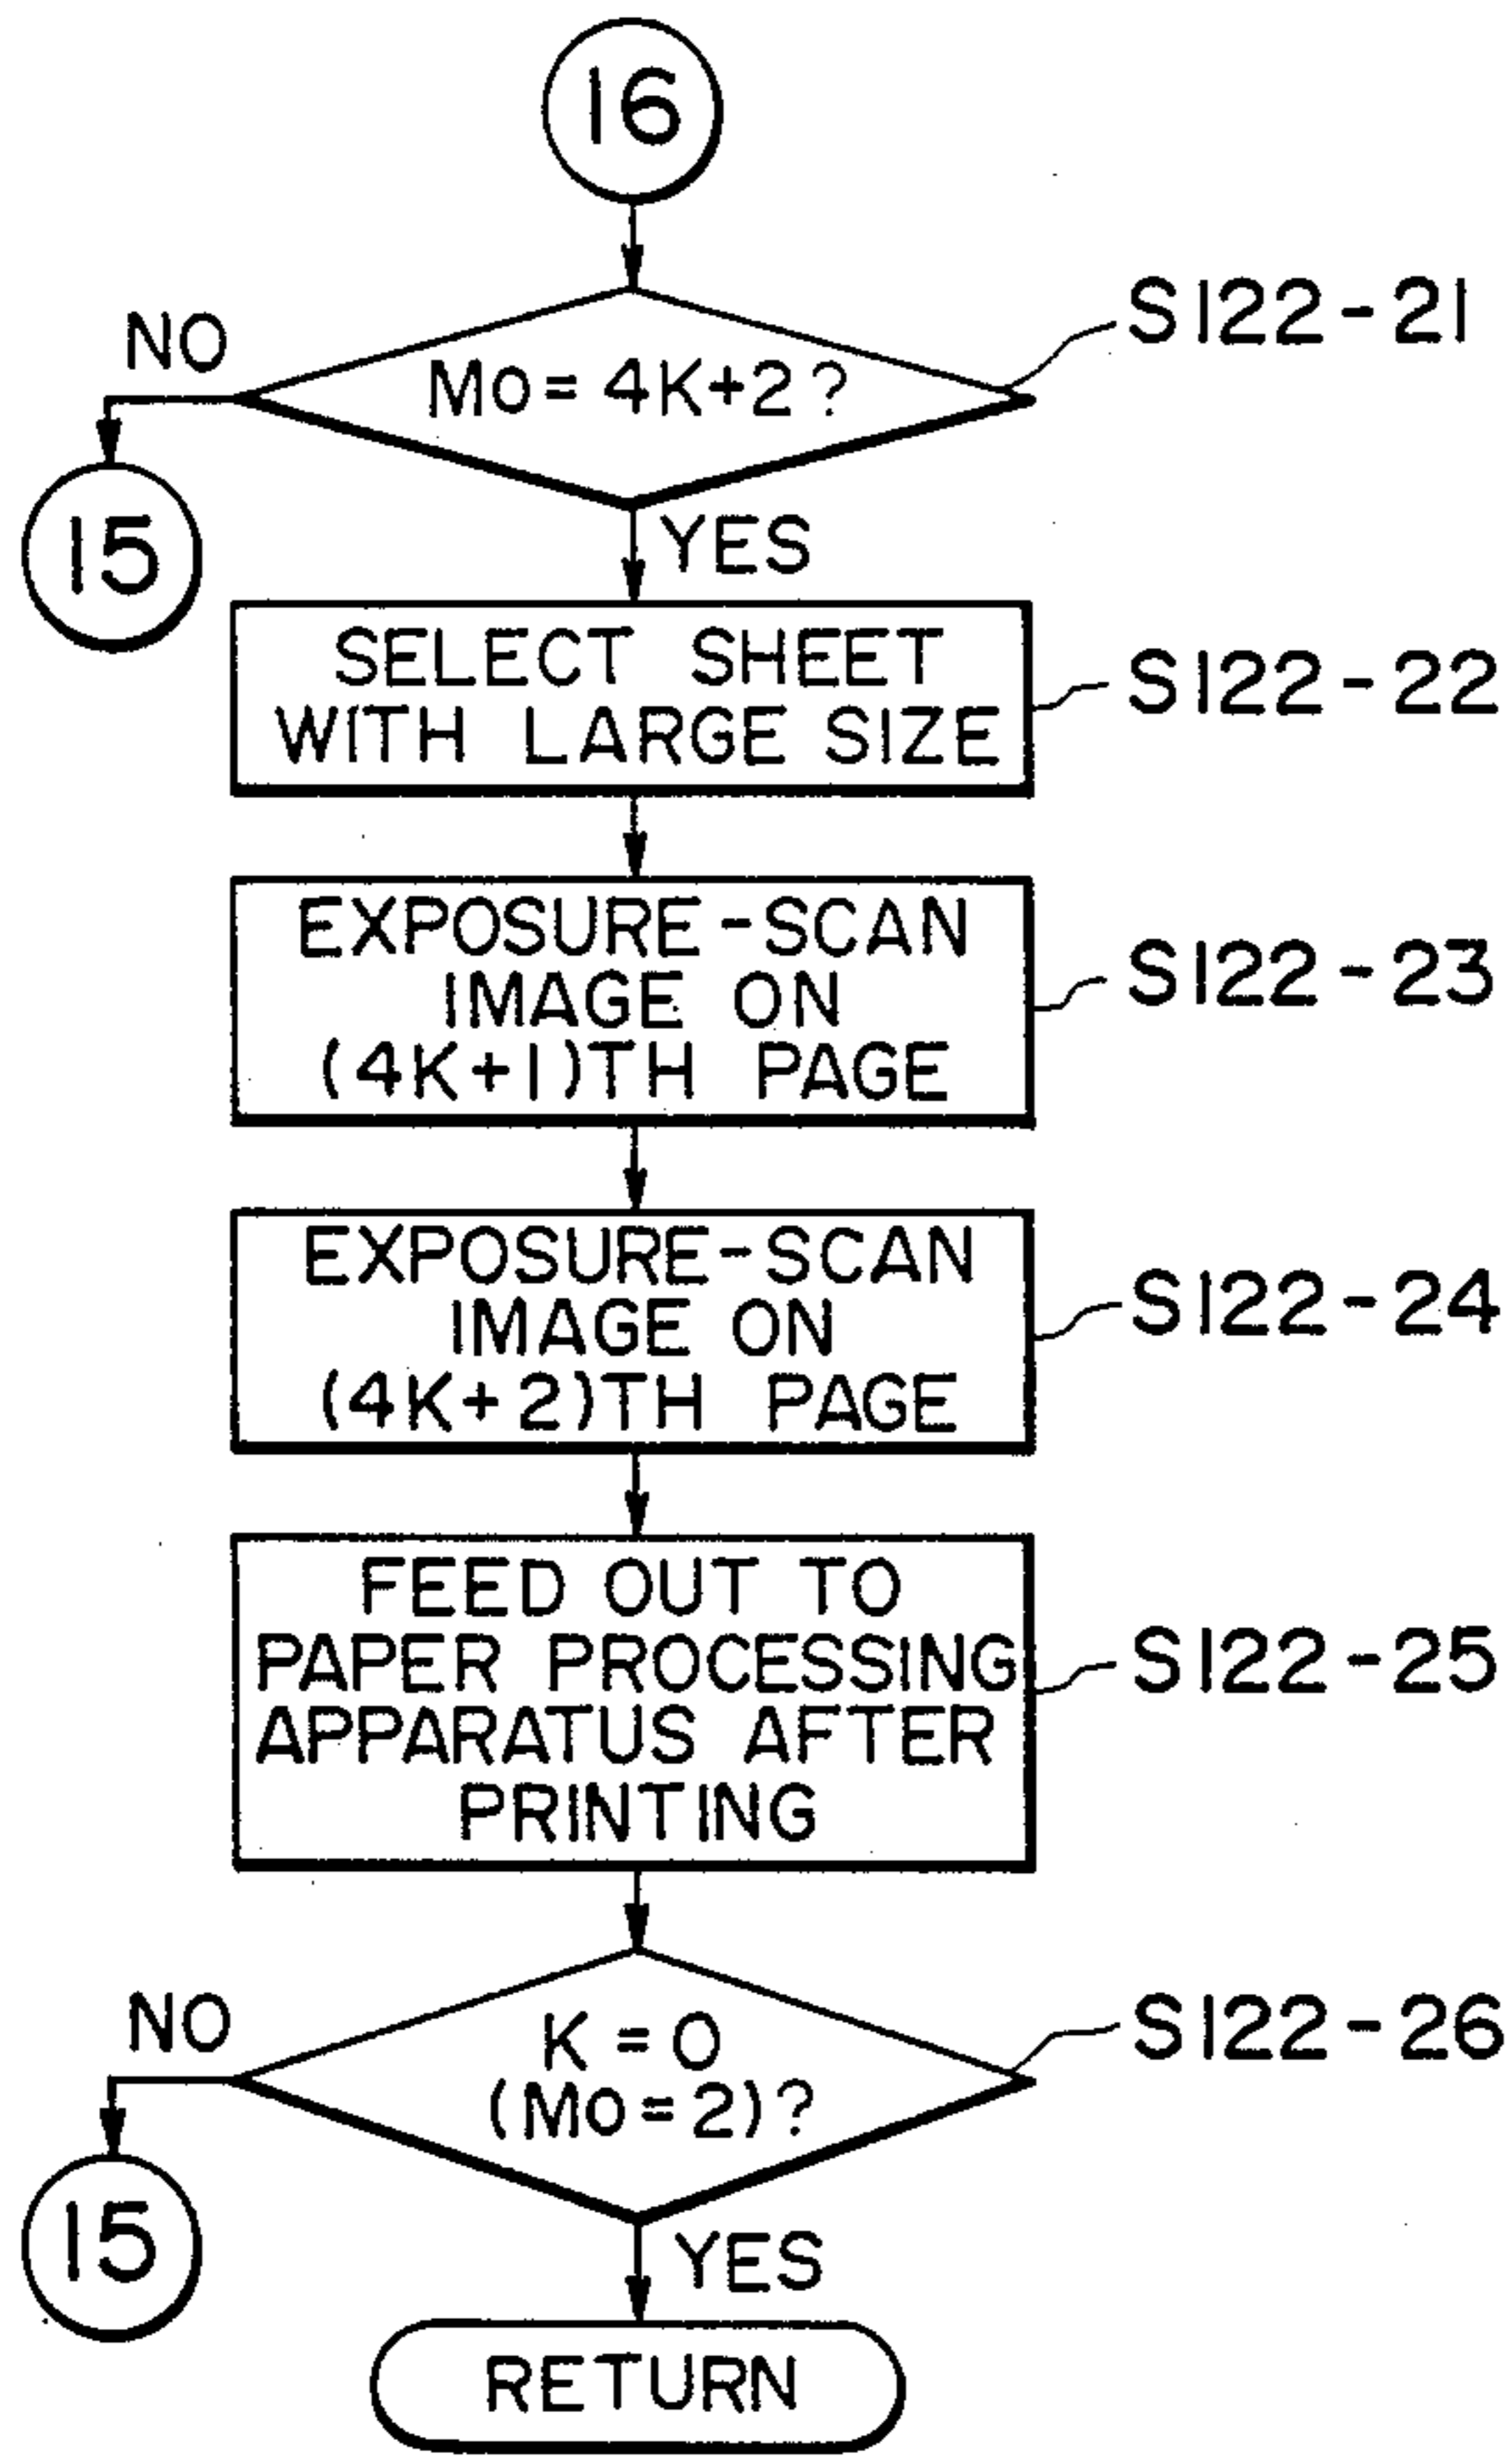 16
NO
MO = 4K+2?
S122-21
15
YES
SELECT SHEET
WITH LARGE SIZE
S122-22
EXPOSURE-SCAN
IMAGE ON
(4K+1)TH PAGE
S122-23
EXPOSURE-SCAN
IMAGE ON
(4K+2)TH PAGE
S122-24
FEED OUT TO
PAPER PROCESSING
APPARATUS AFTER
PRINTING
S122-25
NO
K=0
(MO=2)?
S122-26
15
YES
RETURN